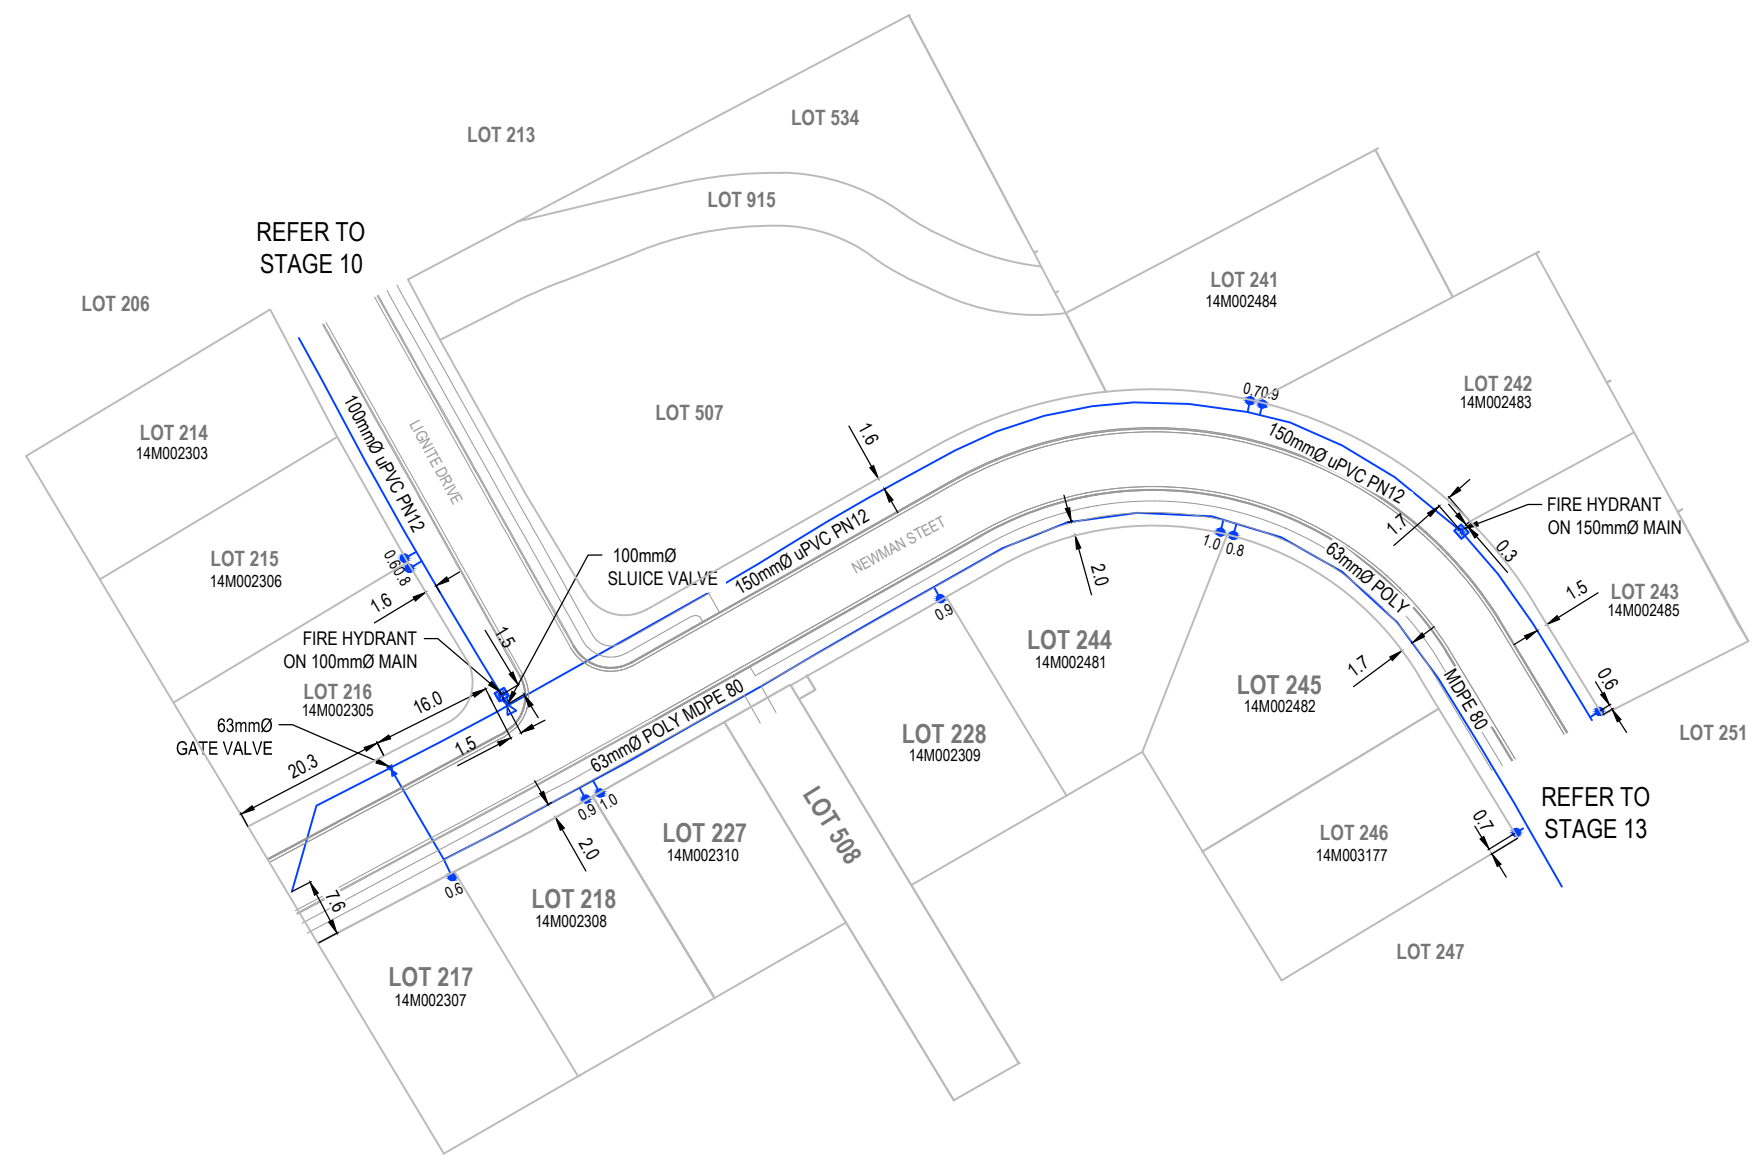 LOT 534
LOT 213
LOT 915
REFER TO
STAGE 10
LOT 206
LOT 241
14M002484
LOT 242
14M002483
0.7
0.9
LOT 507
LOT 214
14M002303
100mmØ uPVC PN12
LIGNITE DRIVE
1.6
150mmØ uPVC PN12
1.7
FIRE HYDRANT
ON 150mmØ MAIN
0.3
LOT 215
14M002306
0.6
0.8
1.6
100mmØ
SLUICE VALVE
150mmØ uPVC PN12
NEWMAN STEET
1.0
0.8
63mmØ POLY
MDPE 80
2.0
0.9
1.5
LOT 243
14M002485
FIRE HYDRANT
ON 100mmØ MAIN
1.5
LOT 244
14M002481
1.7
LOT 216
14M002305
16.0
LOT 245
14M002482
0.6
63mmØ
GATE VALVE
20.3
1.5
63mmØ POLY MDPE 80
LOT 228
14M002309
LOT 251
REFER TO
STAGE 13
0.9
1.0
2.0
LOT 227
14M002310
LOT 508
LOT 246
14M003177
0.7
7.6
0.6
LOT 218
14M002308
LOT 217
14M002307
LOT 247